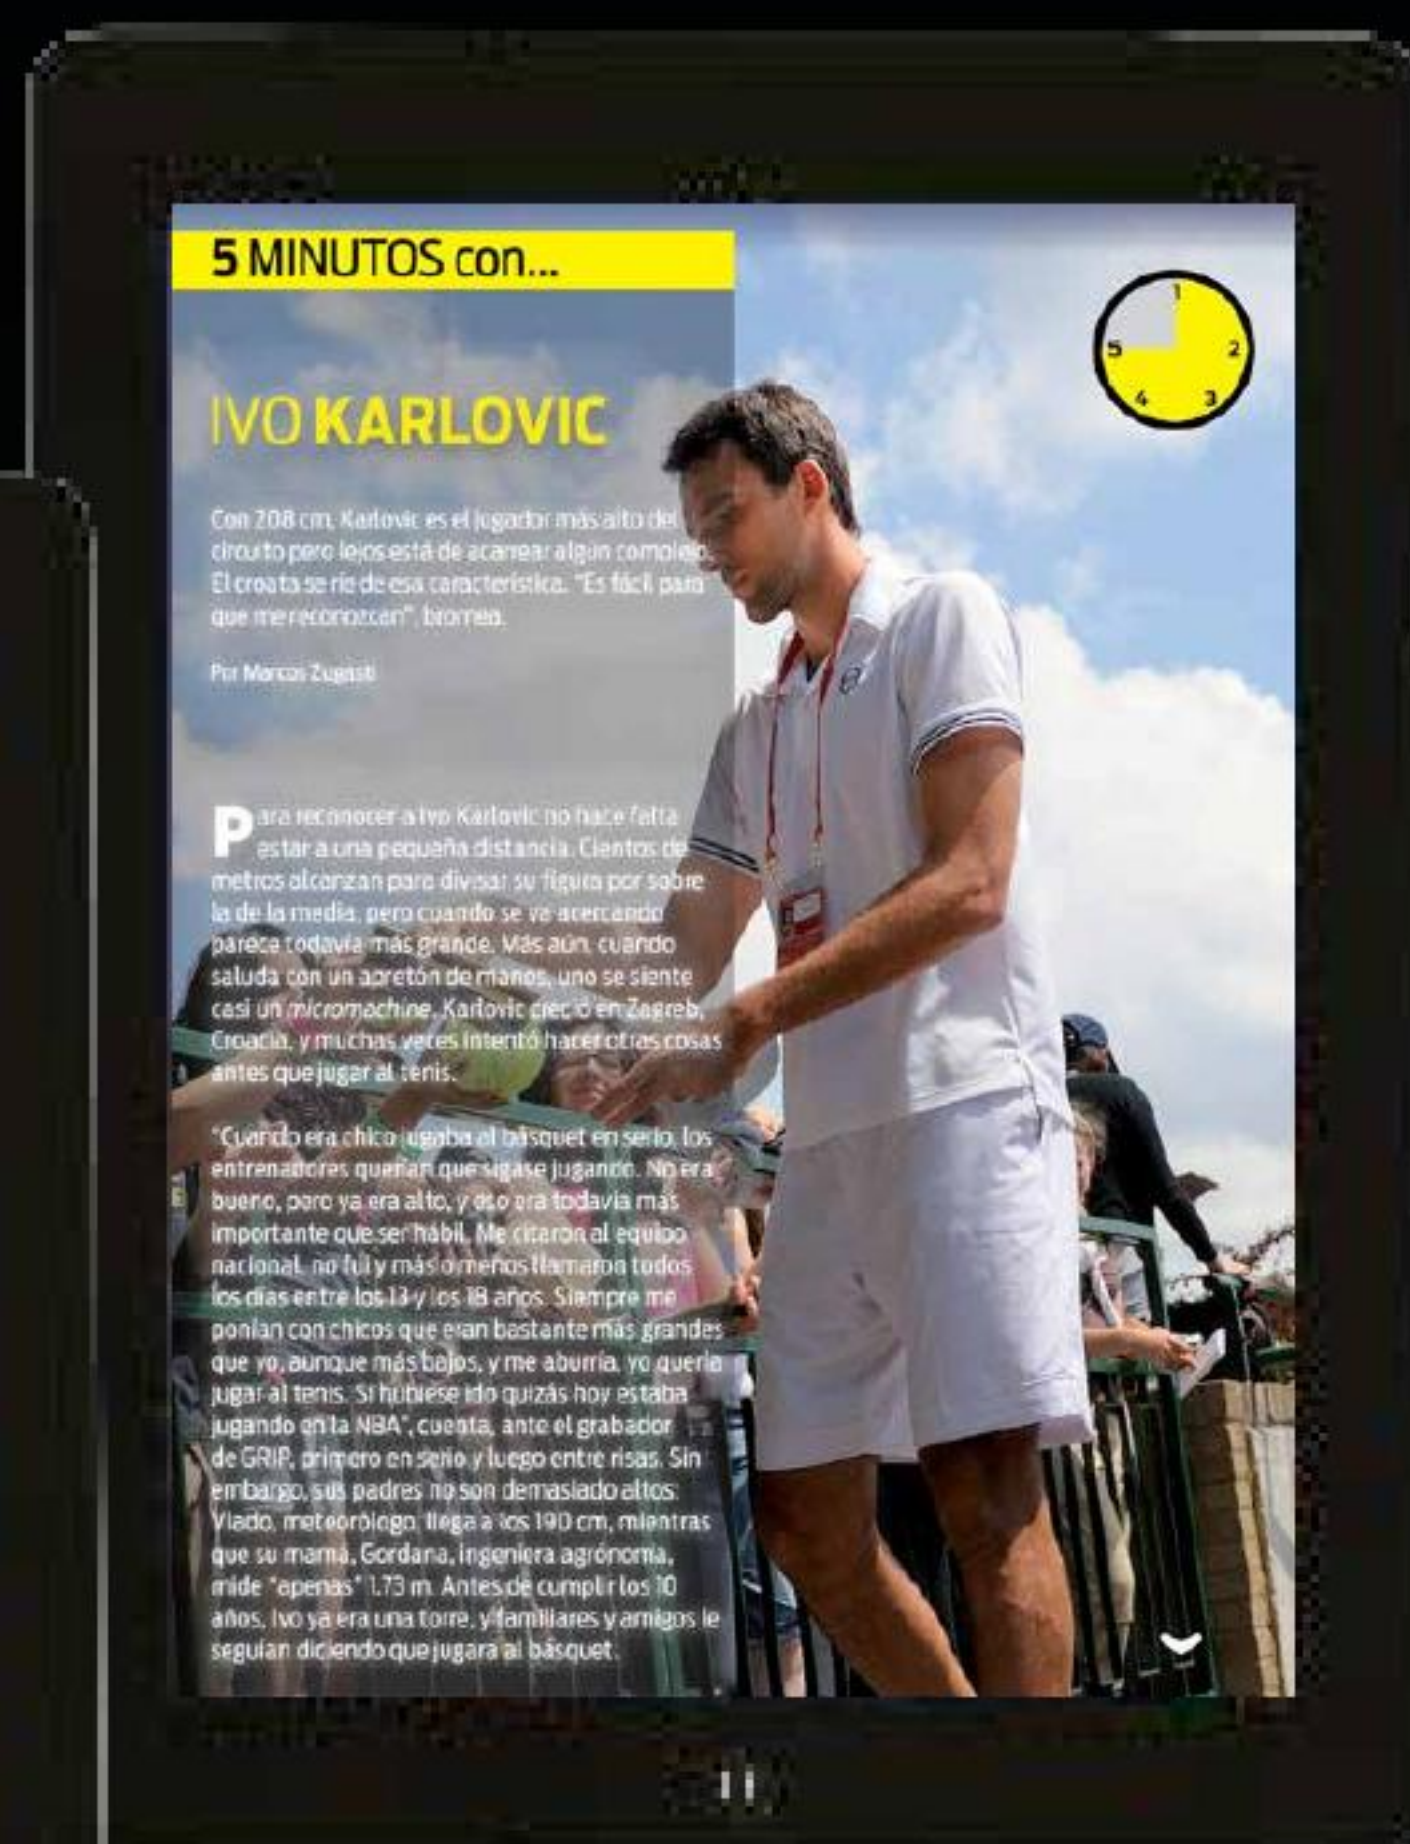 5 MINUTOS con...
1
5
2
4
3
IVO KARLOVIC
Con 208 cm, Karlovic es el jugador más alto del
circuito pero lejos está de acarrear algún complejo.
El croata se ríe de esa característica. "Es fácil para
que me reconozcan", bromea.
Por Marcos Zugasti
Para reconocer a Ivo Karlovic no hace falta
estar a una pequeña distancia. Cientos de
metros alcanzan para divisar su figura por sobre
la de la media, pero cuando se va acercando
parece todavía más grande. Más aún, cuando
saluda con un apretón de manos, uno se siente
casi un micromachine. Karlovic creció en Zagreb,
Croacia, y muchas veces intentó hacer otras cosas
antes que jugar al tenis.
"Cuando era chico jugaba al básquet en serio, los
entrenadores querían que sigase jugando. No era
bueno, pero ya era alto, y eso era todavía más
importante que ser hábil. Me citaron al equipo
nacional, no fui y más o menos llamaron todos
los días entre los 13 y los 18 años. Siempre me
ponían con chicos que eran bastante más grandes
que yo, aunque más bajos, y me aburría, yo quería
jugar al tenis. Si hubiese ido quizás hoy estaba
jugando en la NBA", cuenta, ante el grabador
de GRIP, primero en serio y luego entre risas. Sin
embargo, sus padres no son demasiado altos:
Vlado, meteorólogo, llega a los 190 cm, mientras
que su mamá, Gordana, ingeniera agrónoma,
mide "apenas" 1.73 m. Antes de cumplir los 10
años, Ivo ya era una torre, y familiares y amigos le
seguían diciendo que jugara al básquet.